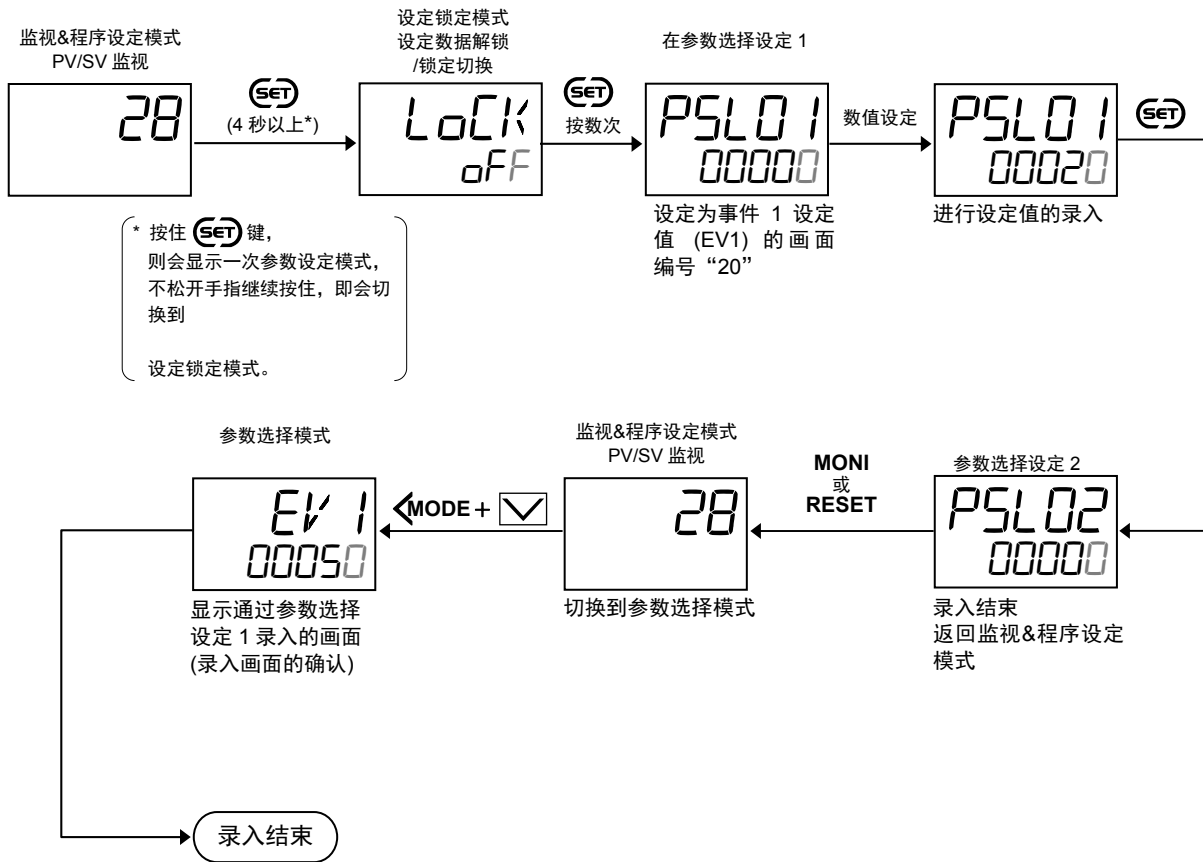 监视&程序设定模式
PV/SV 监视
28
SET
(4 秒以上*)
设定锁定模式
设定数据解锁
/锁定切换
LoCK
oFF
SET
按数次
在参数选择设定 1
PSL01
00000
设定为事件 1 设定
值 (EV1) 的画面
编号“20”
数值设定
PSL01
00020
进行设定值的录入
SET
* 按住 SET 键，
则会显示一次参数设定模式，
不松开手指继续按住，即会切
换到
设定锁定模式。
参数选择模式
EV1
00050
显示通过参数选择
设定 1 录入的画面
(录入画面的确认)
MODE +
监视&程序设定模式
PV/SV 监视
28
切换到参数选择模式
MONI
或
RESET
参数选择设定 2
PSL02
00000
录入结束
返回监视&程序设定
模式
录入结束